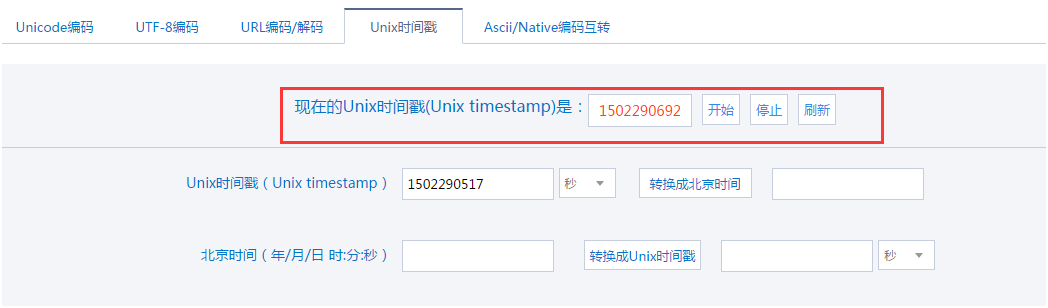 Unicode编码 UTF-8编码 URL编码/解码 Unix时间戳 Ascii/Native编码互转
现在的Unix时间戳(Unix timestamp)是： 1502290692 开始 停止 刷新
Unix时间戳（Unix timestamp） 1502290517 秒 转换成北京时间
北京时间（年/月/日 时:分:秒） 转换成Unix时间戳 秒